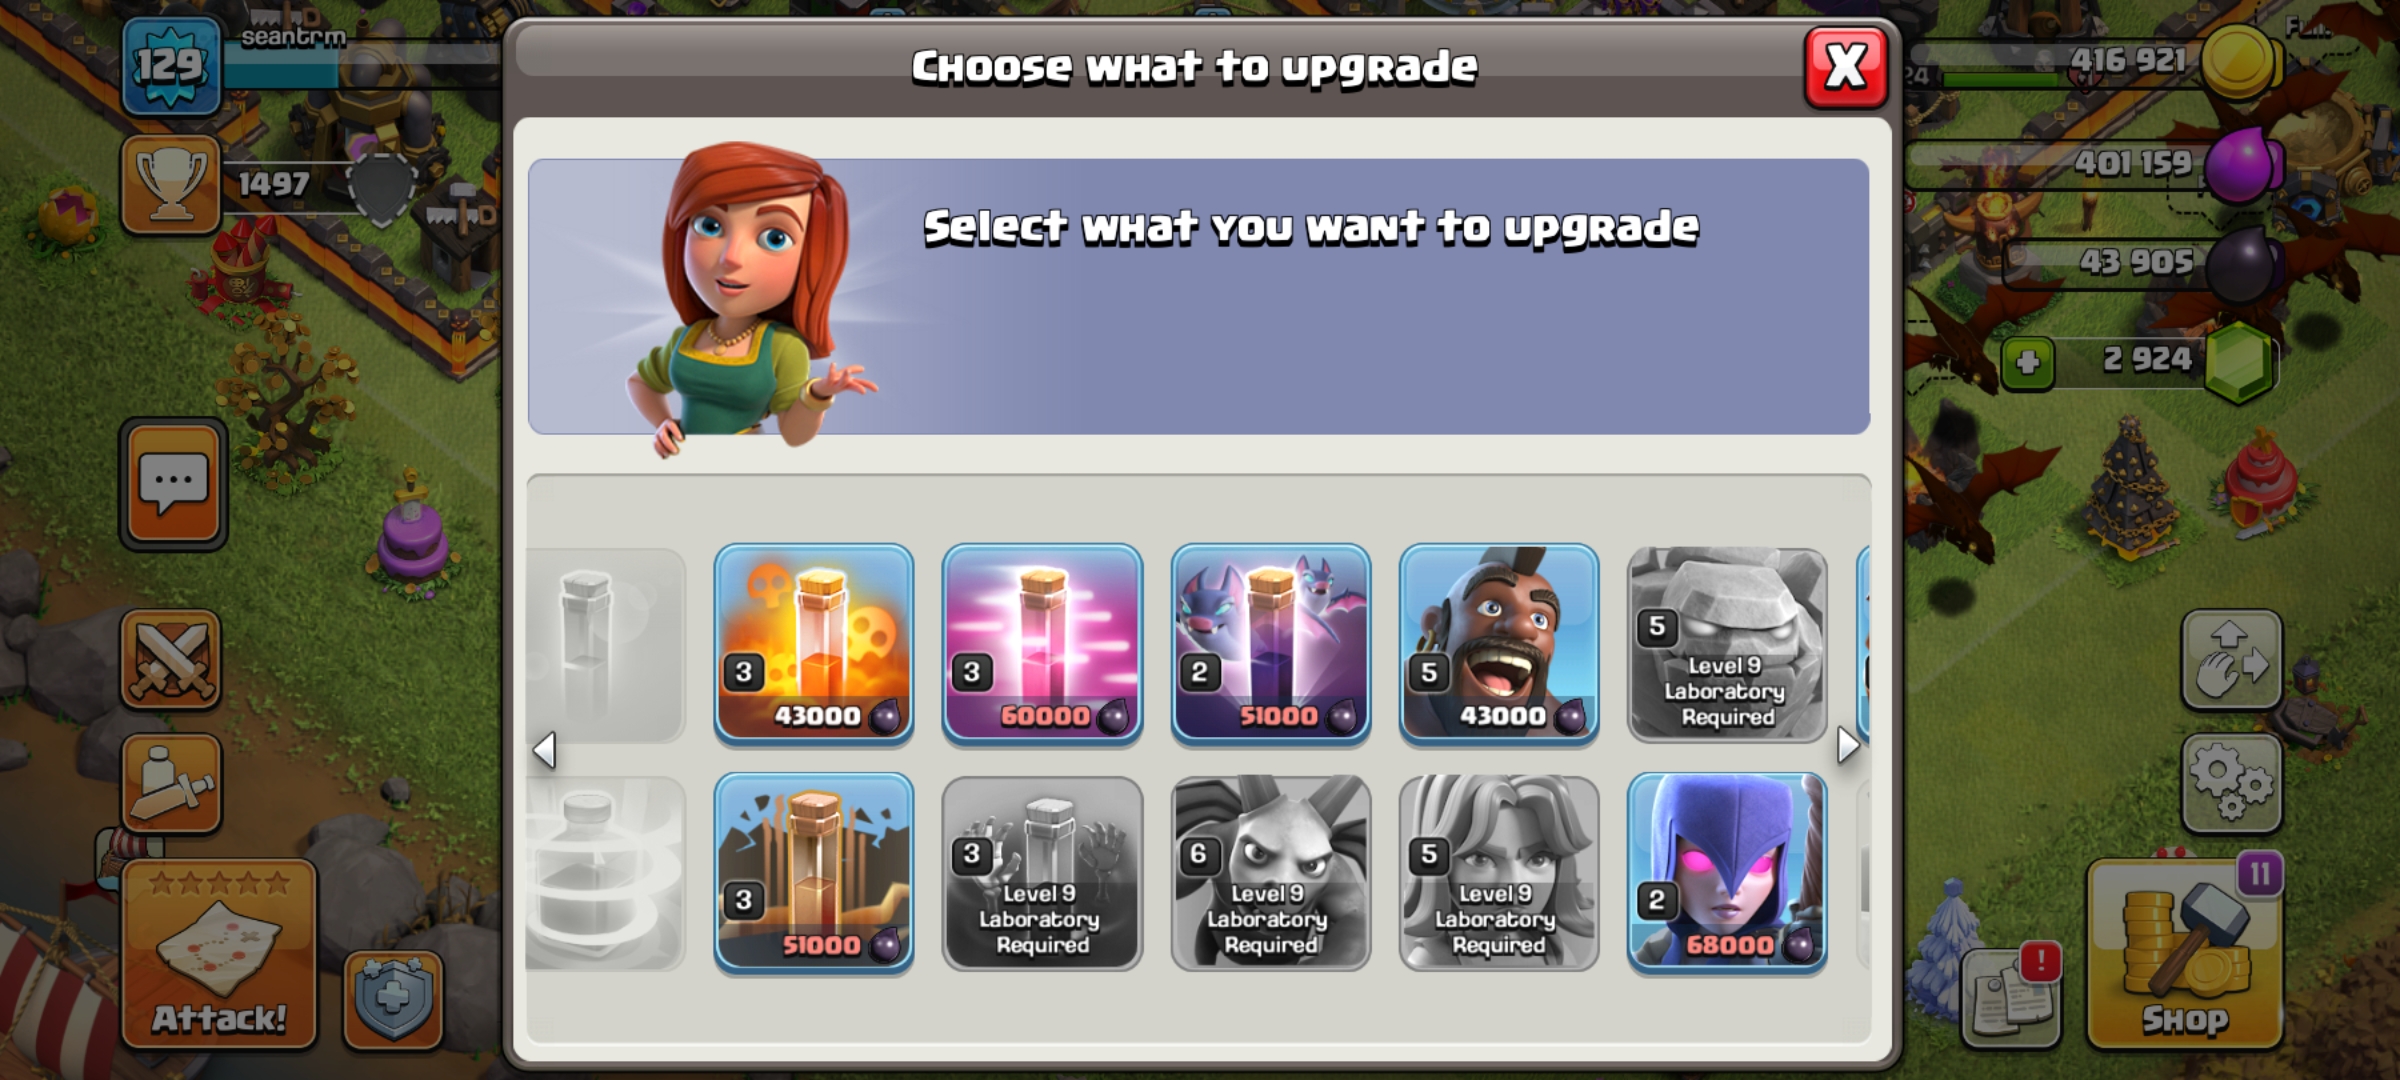 seantrm
129
Choose what to upgrade
X
416 921
1497
401 159
Select what you want to upgrade
43 905
2 924
3
43000
3
60000
2
51000
5
43000
5
Level 9
Laboratory
Required
3
51000
3
Level 9
Laboratory
Required
6
Level 9
Laboratory
Required
5
Level 9
Laboratory
Required
2
68000
Attack!
!
11
Shop